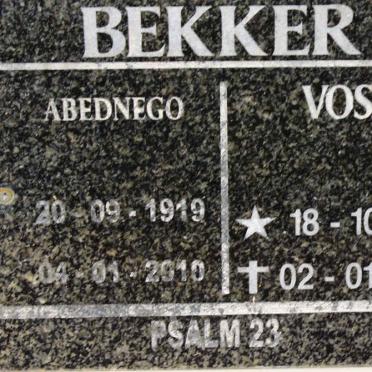 BEKKER
ABEDNEGO
VOS
20-09-1919
18-10
04-01-2010
02-01
PSALM 23